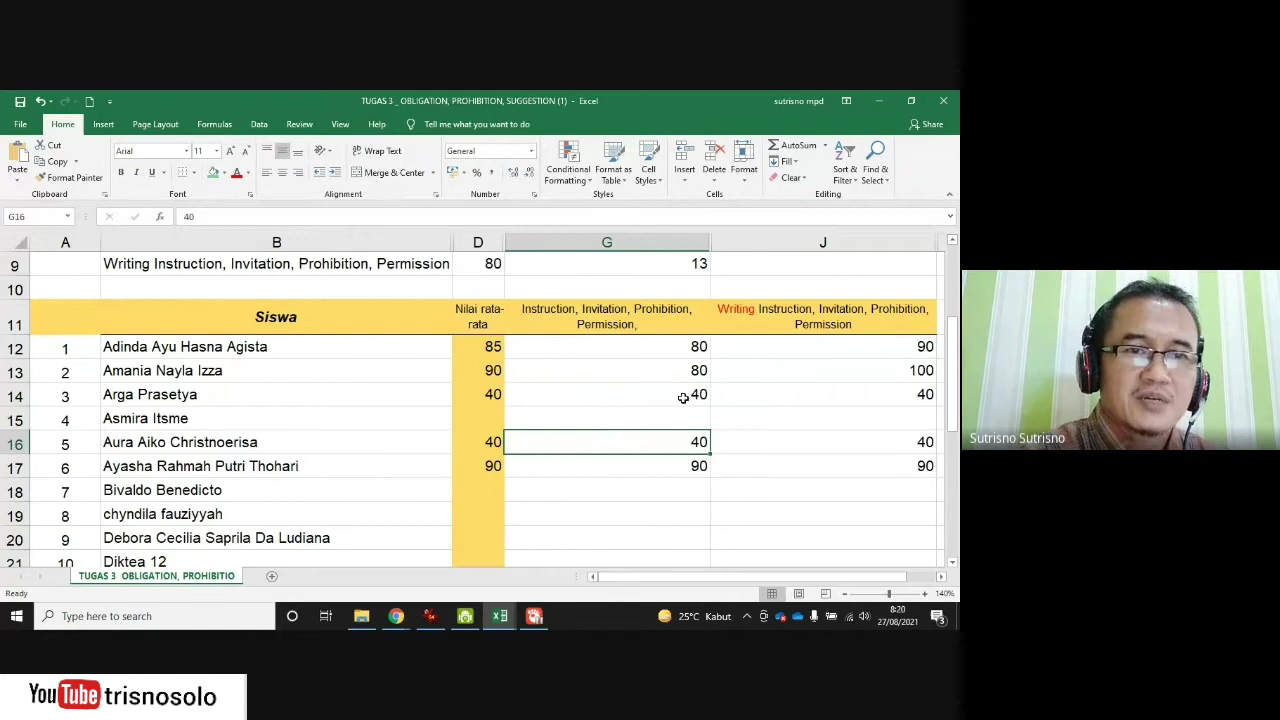 TUGAS 3 _ OBLIGATION, PROHIBITION, SUGGESTION (1) - Excel
sutrisno mpd
File Home Insert Page Layout Formulas Data Review View Help Tell me what you want to do Share
Paste
Cut
Copy
Format Painter
Arial 11
Wrap Text
Merge & Center
General
Conditional Formatting
Format as Table
Cell Styles
Insert
Delete
Format
AutoSum
Fill
Clear
Sort & Filter
Find & Select
Clipboard Font Alignment Number Styles Cells Editing
G16 fx 40
A B D G J
9 Writing Instruction, Invitation, Prohibition, Permission 80 13
10
11 Siswa Nilai rata-rata Instruction, Invitation, Prohibition, Permission, Writing Instruction, Invitation, Prohibition, Permission
12 1 Adinda Ayu Hasna Agista 85 80 90
13 2 Amania Nayla Izza 90 80 100
14 3 Arga Prasetya 40 40 40
15 4 Asmira Itsme
16 5 Aura Aiko Christnoerisa 40 40 40
17 6 Ayasha Rahmah Putri Thohari 90 90 90
18 7 Bivaldo Benedicto
19 8 chyndila fauziyyah
20 9 Debora Cecilia Saprila Da Ludiana
21 10 Diktea 12
TUGAS 3 OBLIGATION, PROHIBITIO
Ready 140%
Type here to search 25°C Kabut 8:20
27/08/2021
3
Sutrisno Sutrisno
YouTube trisnosolo